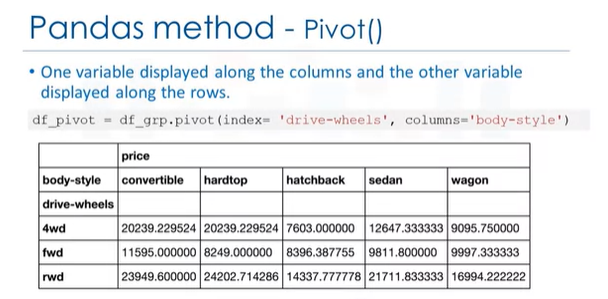 Pandas method - Pivot()
• One variable displayed along the columns and the other variable
displayed along the rows.
df_pivot = df_grp.pivot(index= 'drive-wheels', columns='body-style')
price
body-style convertible hardtop hatchback sedan wagon
drive-wheels
4wd 20239.229524 20239.229524 7603.000000 12647.333333 9095.750000
fwd 11595.000000 8249.000000 8396.387755 9811.800000 9997.333333
rwd 23949.600000 24202.714286 14337.777778 21711.833333 16994.222222